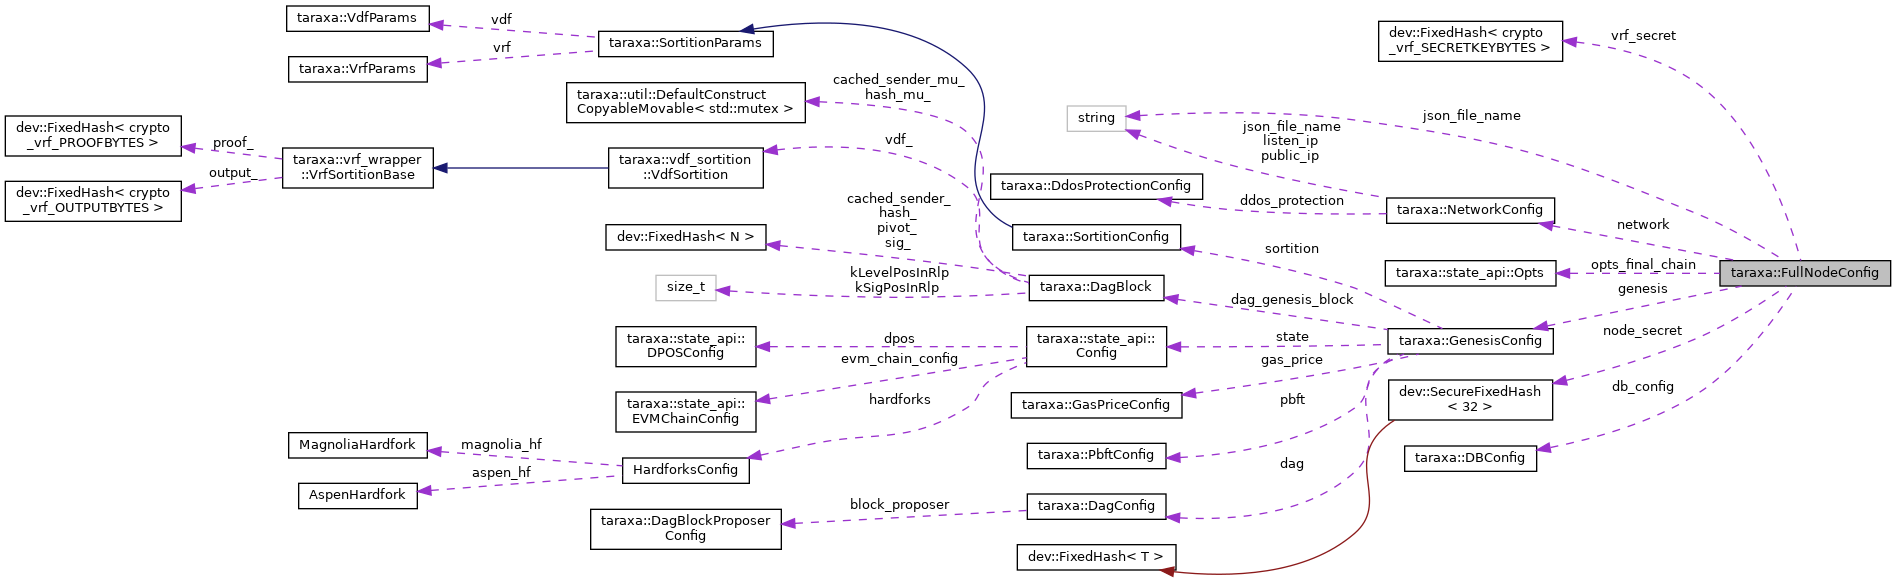 taraxa::VdfParams
vdf
vrf
taraxa::VrfParams
taraxa::SortitionParams
dev::FixedHash< crypto
_vrf_SECRETKEYBYTES >
vrf_secret
taraxa::util::DefaultConstruct
CopyableMovable< std::mutex >
cached_sender_mu_
hash_mu_
string
json_file_name
json_file_name
listen_ip
public_ip
dev::FixedHash< crypto
_vrf_PROOFBYTES >
proof_
output_
dev::FixedHash< crypto
_vrf_OUTPUTBYTES >
taraxa::vrf_wrapper
::VrfSortitionBase
taraxa::vdf_sortition
::VdfSortition
vdf_
taraxa::DdosProtectionConfig
ddos_protection
taraxa::NetworkConfig
network
dev::FixedHash< N >
cached_sender_
hash_
pivot_
sig_
taraxa::SortitionConfig
sortition
size_t
kLevelPosInRlp
kSigPosInRlp
taraxa::DagBlock
dag_genesis_block
taraxa::state_api::Opts
opts_final_chain
genesis
taraxa::FullNodeConfig
taraxa::state_api::
DPOSConfig
dpos
taraxa::state_api::
Config
state
taraxa::GenesisConfig
node_secret
evm_chain_config
gas_price
taraxa::state_api::
EVMChainConfig
hardforks
taraxa::GasPriceConfig
pbft
dev::SecureFixedHash
< 32 >
db_config
MagnoliaHardfork
magnolia_hf
HardforksConfig
taraxa::PbftConfig
dag
taraxa::DBConfig
aspen_hf
AspenHardfork
taraxa::DagBlockProposer
Config
block_proposer
taraxa::DagConfig
dev::FixedHash< T >